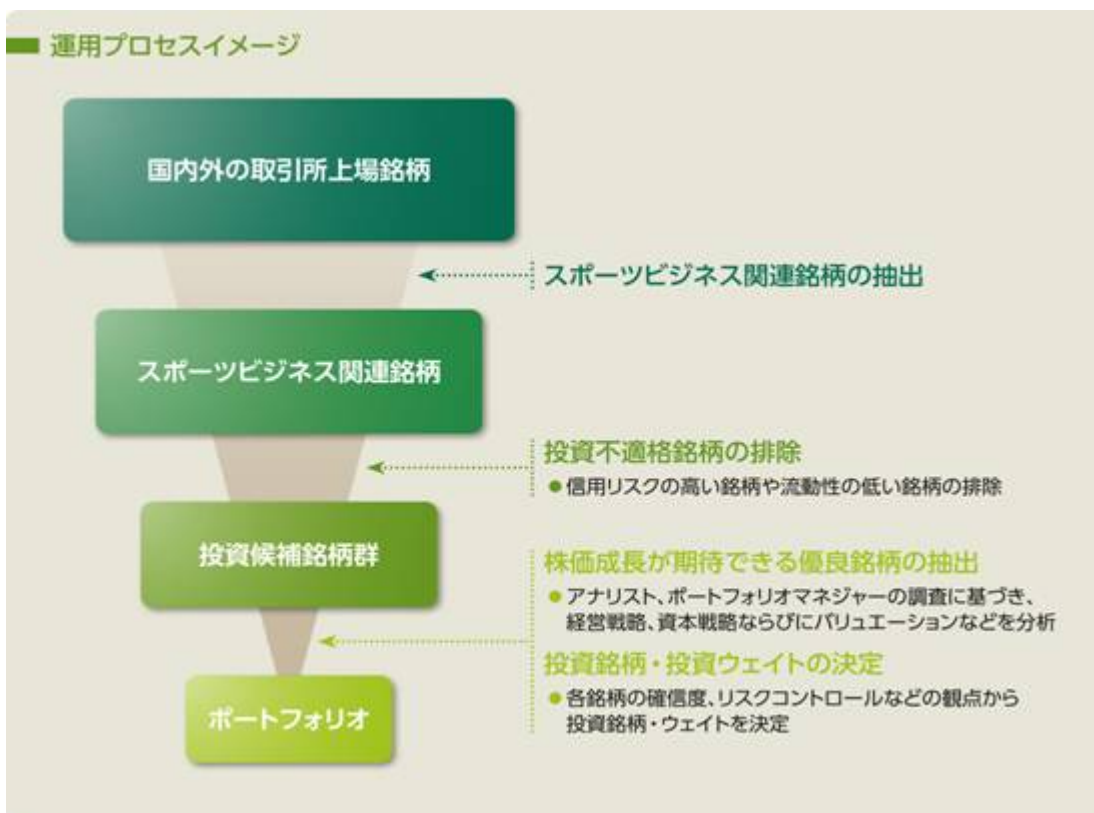 運用プロセスイメージ
国内外の取引所上場銘柄
スポーツビジネス関連銘柄の抽出
スポーツビジネス関連銘柄
投資不適格銘柄の排除
●信用リスクの高い銘柄や流動性の低い銘柄の排除
投資候補銘柄群
株価成長が期待できる優良銘柄の抽出
●アナリスト、ポートフォリオマネジャーの調査に基づき、
経営戦略、資本戦略ならびにバリュエーションなどを分析
投資銘柄・投資ウェイトの決定
●各銘柄の確信度、リスクコントロールなどの観点から
投資銘柄・ウェイトを決定
ポートフォリオ